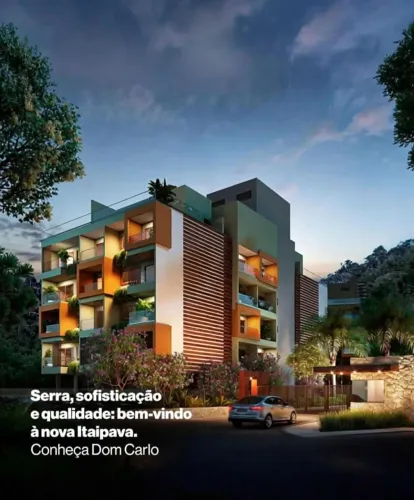 Serra, sofisticação
e qualidade: bem-vindo
à nova Itaipava.
Conheça Dom Carlo